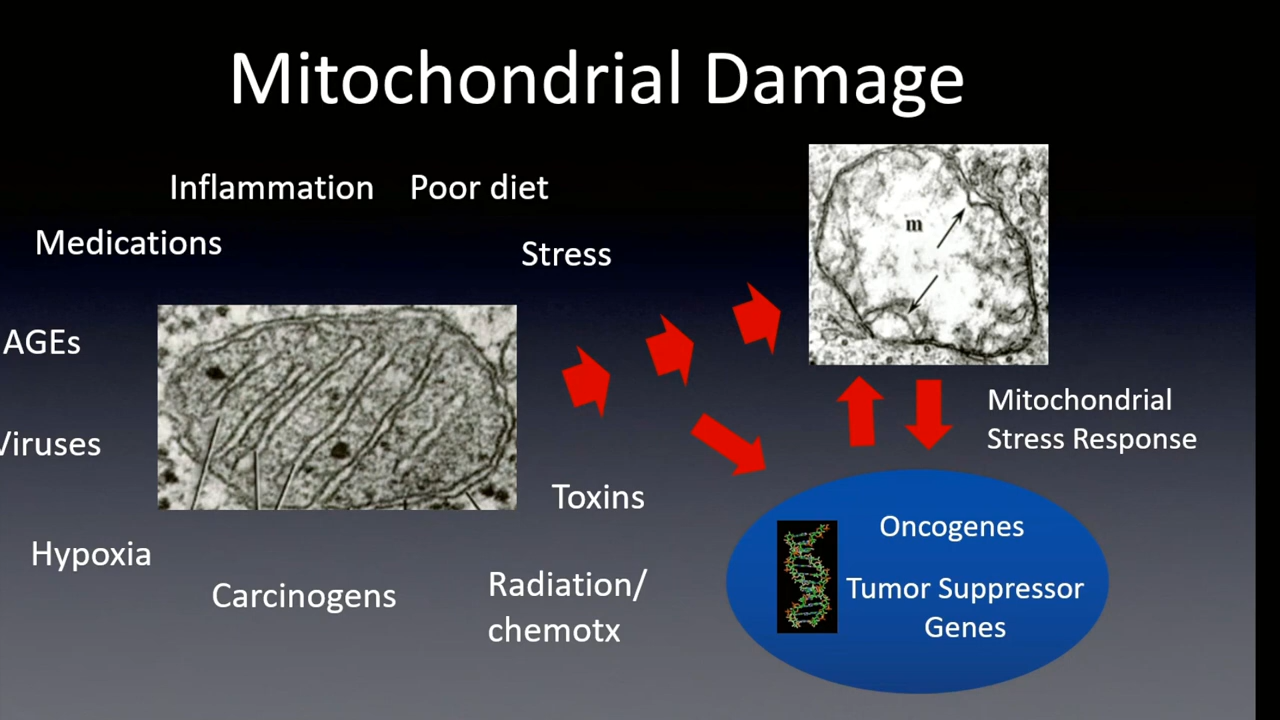 Mitochondrial Damage
Inflammation
Poor diet
Medications
Stress
m
AGEs
Mitochondrial
Stress Response
Viruses
Toxins
Oncogenes
Hypoxia
Carcinogens
Radiation/
chemotx
Tumor Suppressor
Genes